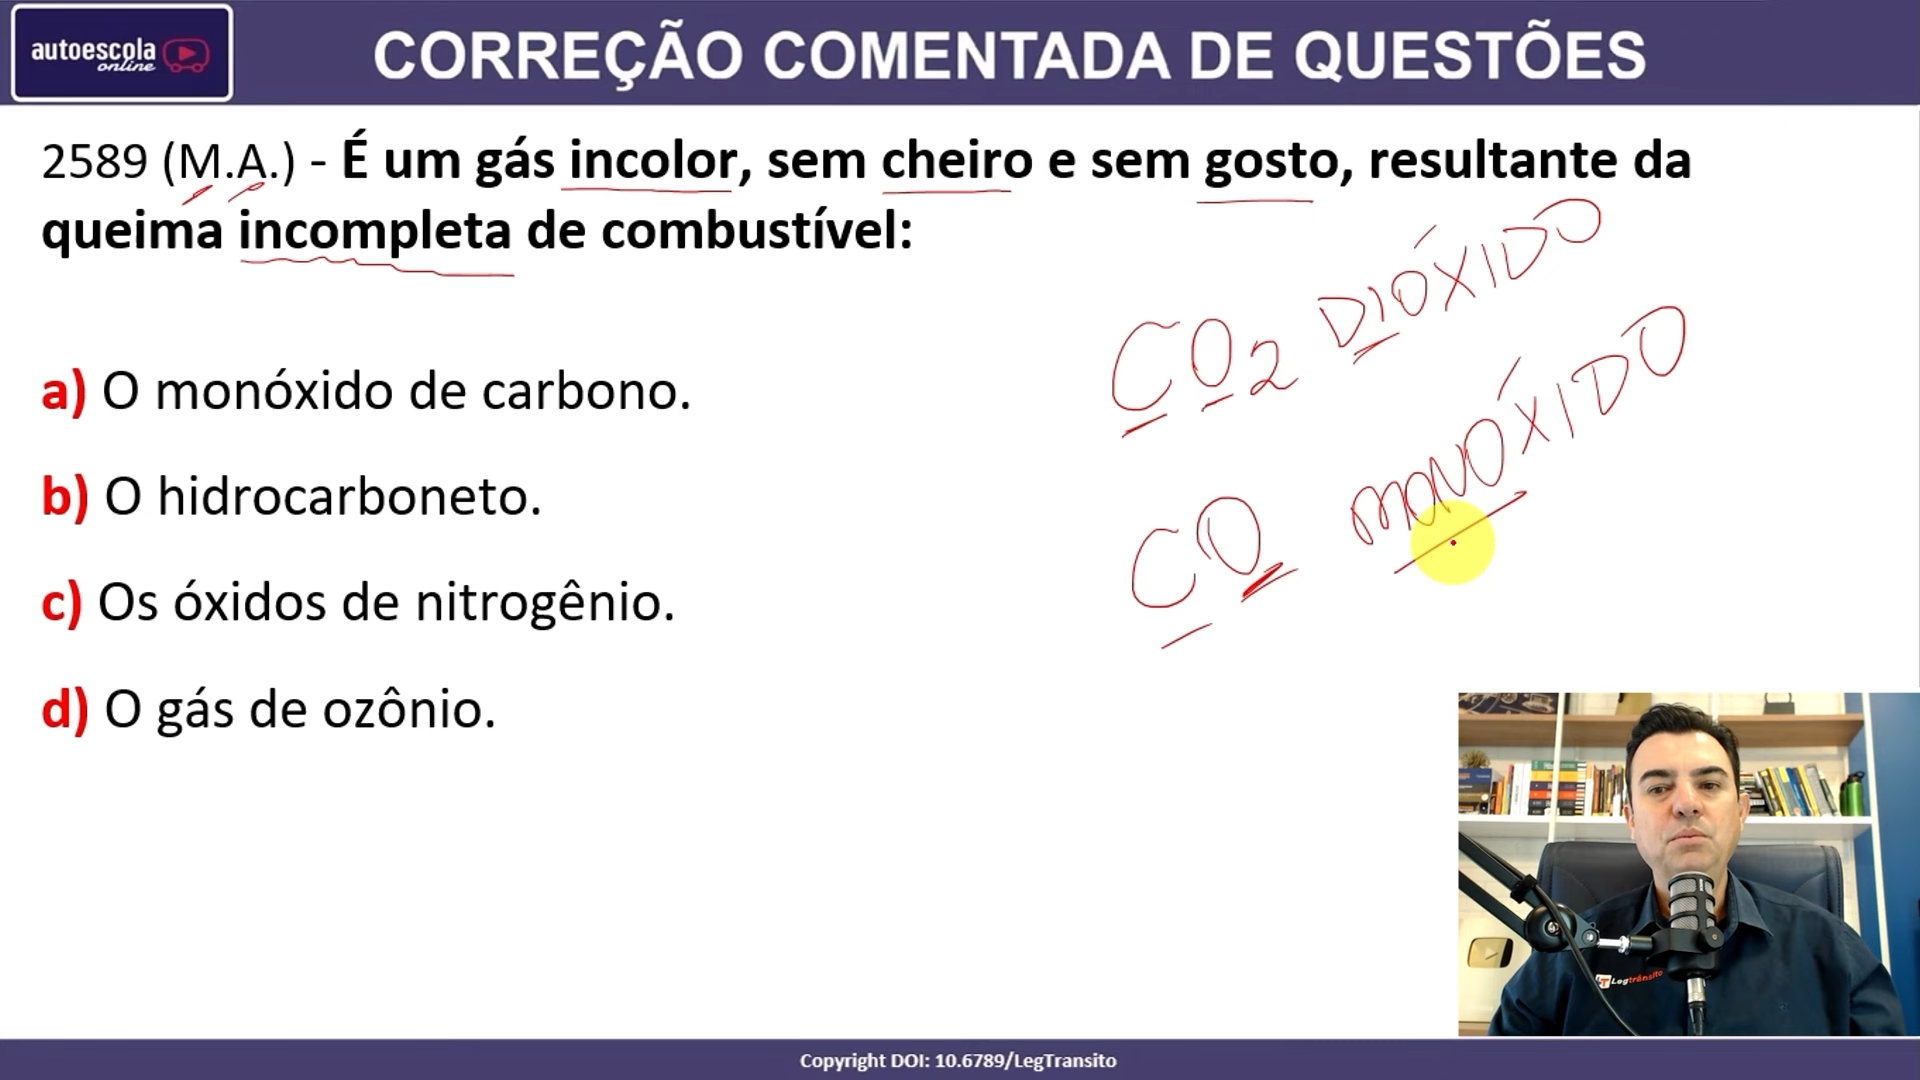 autoescola
online
CORREÇÃO COMENTADA DE QUESTÕES
2589 (M.A.) - É um gás incolor, sem cheiro e sem gosto, resultante da
queima incompleta de combustível:
CO2 DIÓXIDO
a) O monóxido de carbono.
b) O hidrocarboneto.
CO MONÓXIDO
c) Os óxidos de nitrogênio.
d) O gás de ozônio.
LT Legtrânsito
Copyright DOI: 10.6789/LegTransito